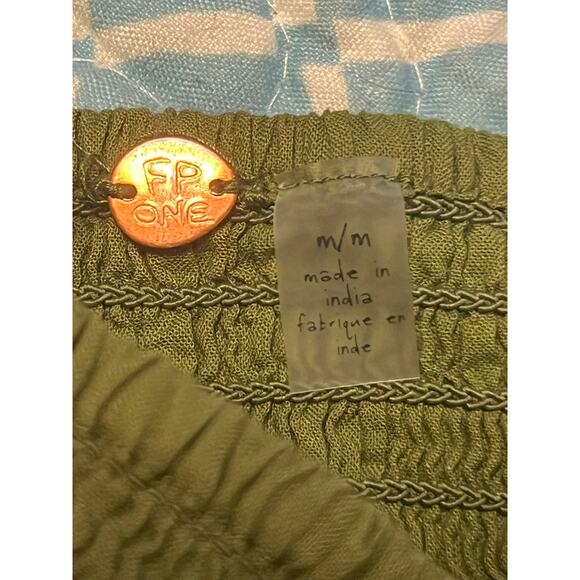 FP
ONE
m/m
made in
india
fabrique en
inde